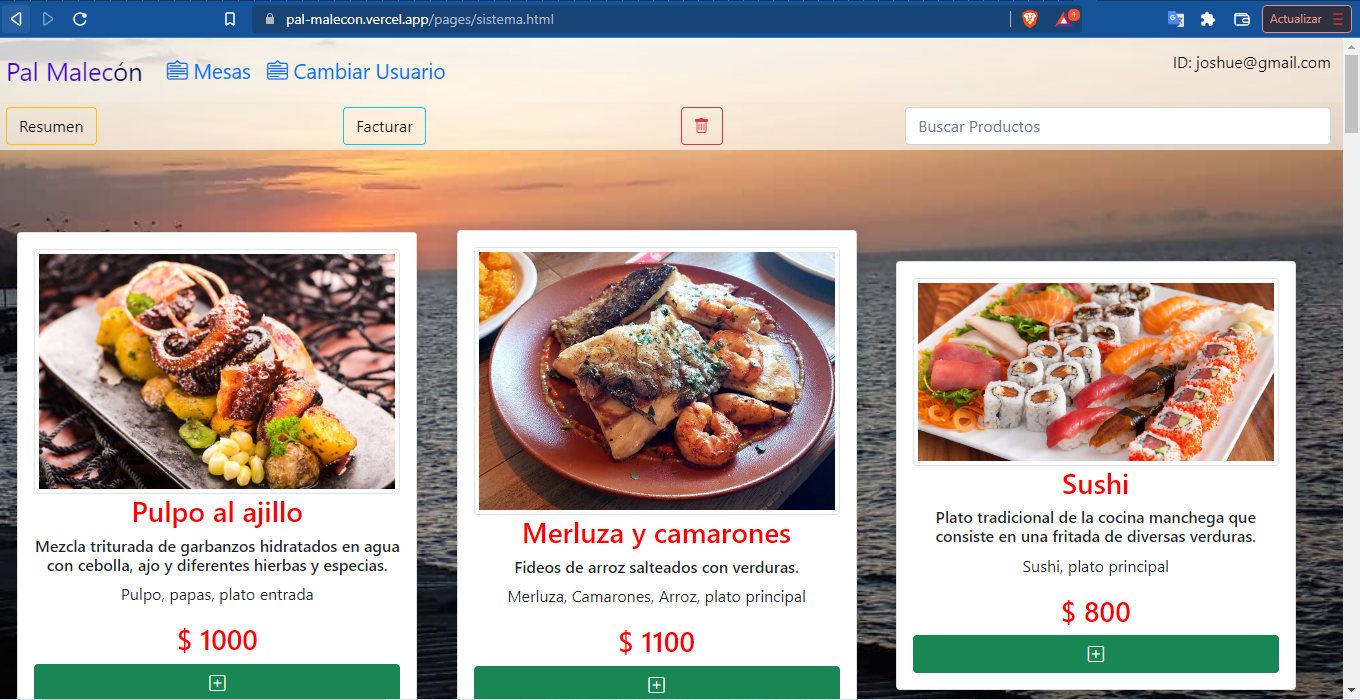 pal-malecon.vercel.app/pages/sistema.html
1
Actualizar
Pal Malecón
Mesas
Cambiar Usuario
ID: joshue@gmail.com
Resumen
Facturar
Buscar Productos
Pulpo al ajillo
Mezcla triturada de garbanzos hidratados en agua
con cebolla, ajo y diferentes hierbas y especias.
Pulpo, papas, plato entrada
$ 1000
Merluza y camarones
Fideos de arroz salteados con verduras.
Merluza, Camarones, Arroz, plato principal
$ 1100
Sushi
Plato tradicional de la cocina manchega que
consiste en una fritada de diversas verduras.
Sushi, plato principal
$ 800